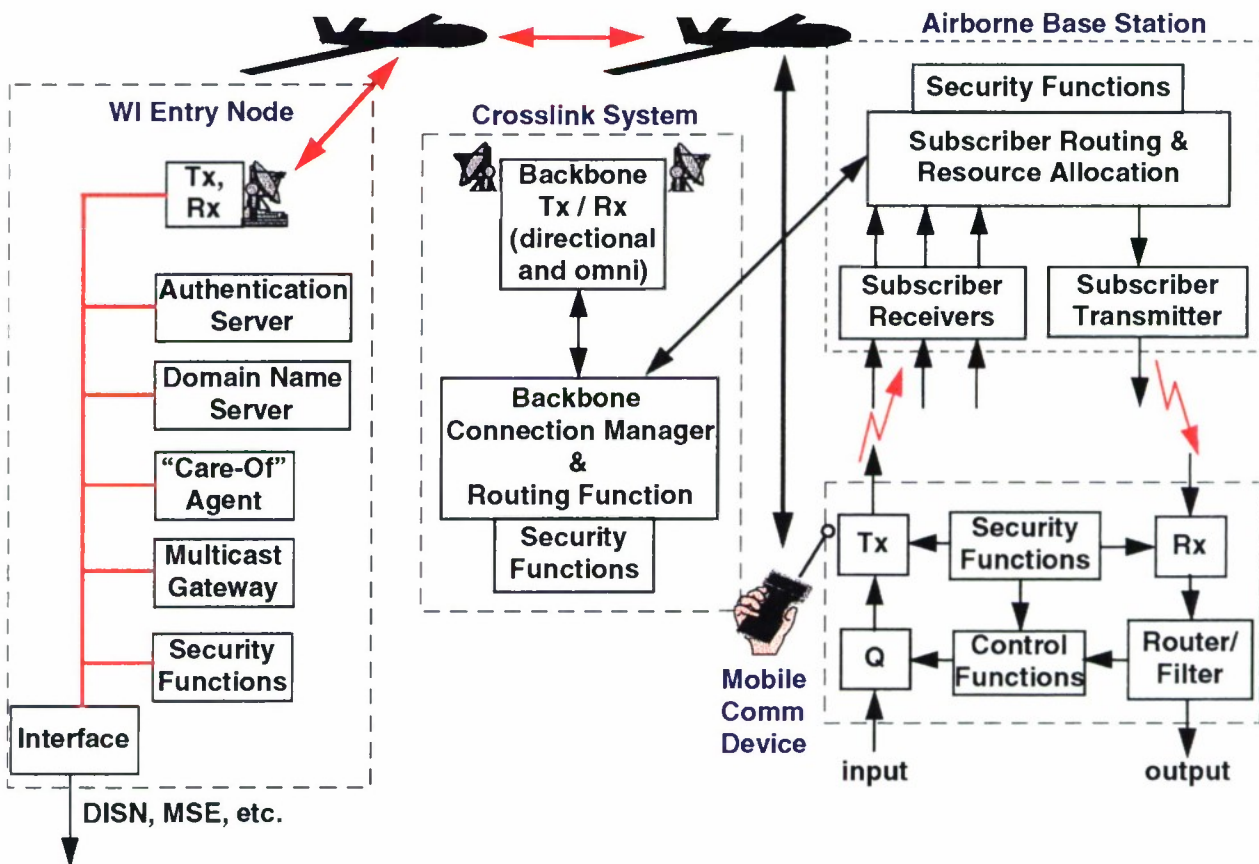 Airborne Base Station
Security Functions
Subscriber Routing &
Resource Allocation
Subscriber
Receivers
Subscriber
Transmitter
WI Entry Node
Tx,
Rx
Authentication
Server
Domain Name
Server
“Care-Of”
Agent
Multicast
Gateway
Security
Functions
Interface
DISN, MSE, etc.
Crosslink System
Backbone
Tx / Rx
(directional
and omni)
Backbone
Connection Manager
&
Routing Function
Security
Functions
Mobile
Comm
Device
Tx
Security
Functions
Rx
Q
Control
Functions
Router/
Filter
input
output